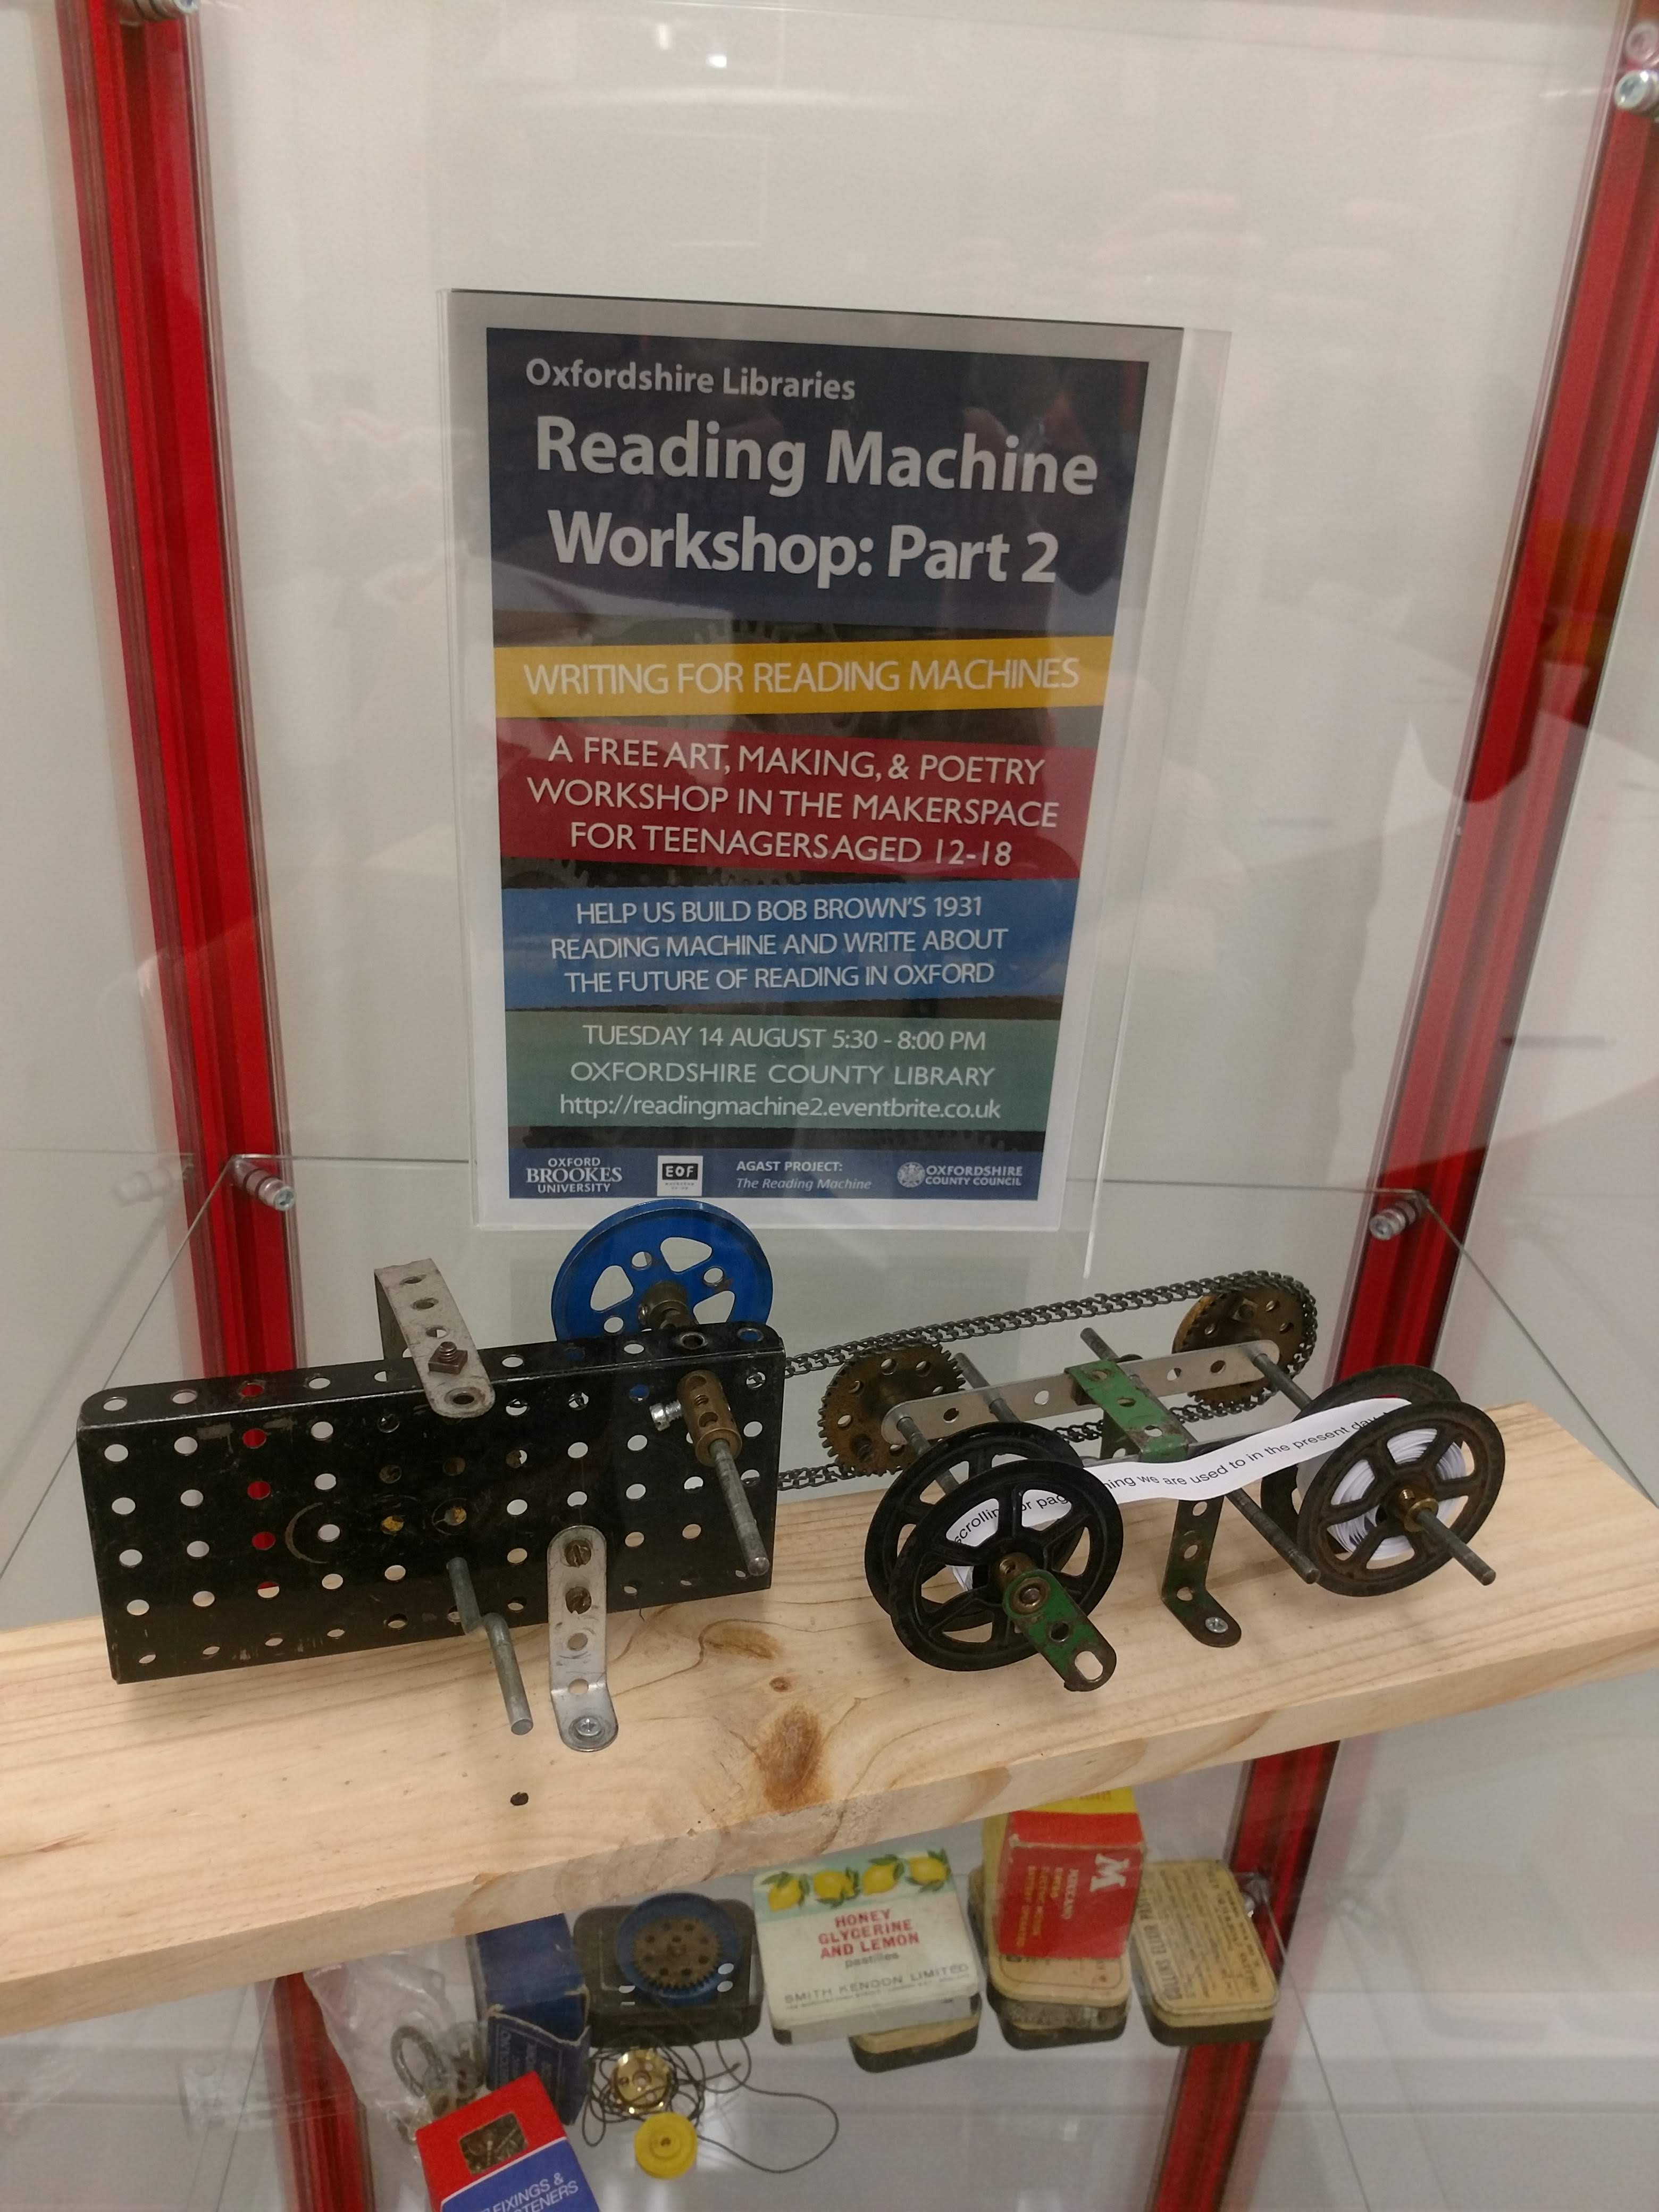 Oxfordshire Libraries
Reading Machine
Workshop: Part 2
WRITING FOR READING MACHINES
A FREE ART, MAKING, & POETRY
WORKSHOP IN THE MAKERSPACE
FOR TEENAGERS AGED 12-18
HELP US BUILD BOB BROWN'S 1931
READING MACHINE AND WRITE ABOUT
THE FUTURE OF READING IN OXFORD
TUESDAY 14 AUGUST 5:30 - 8:00 PM
OXFORDSHIRE COUNTY LIBRARY
http://readingmachine2.eventbrite.co.uk
OXFORD
BROOKES
UNIVERSITY
EOF
AGAST PROJECT:
The Reading Machine
OXFORDSHIRE
COUNTY COUNCIL
we are used to in the present
HONEY
GLYCERINE
AND LEMON
pastilles
SMITH KENDON LIMITED
M
MECCANO
FIXINGS &